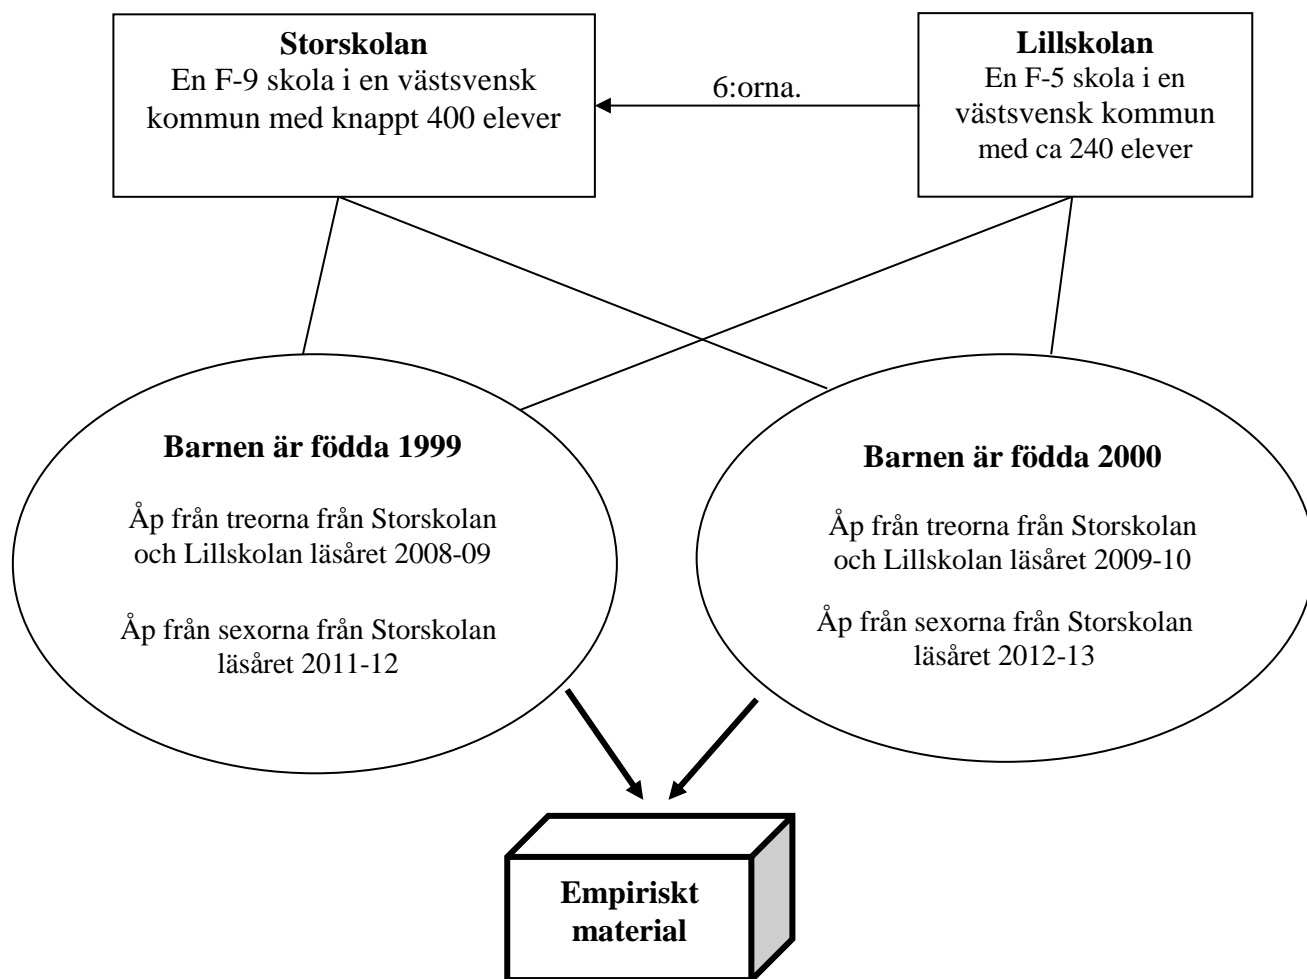 Storskolan
En F-9 skola i en västsvensk
kommun med knappt 400 elever
6:orna.
Lillskolan
En F-5 skola i en
västsvensk kommun
med ca 240 elever
Barnen är födda 1999
Åp från treorna från Storskolan
och Lillskolan läsåret 2008-09
Åp från sexorna från Storskolan
läsåret 2011-12
Barnen är födda 2000
Åp från treorna från Storskolan
och Lillskolan läsåret 2009-10
Åp från sexorna från Storskolan
läsåret 2012-13
Empiriskt
material